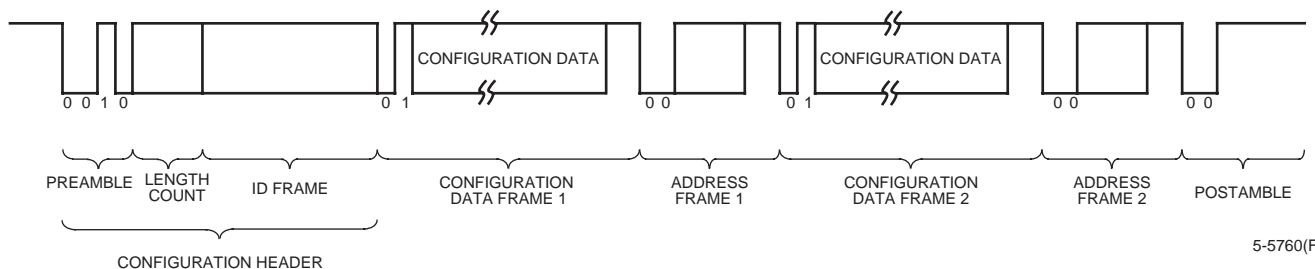 CONFIGURATION DATA
CONFIGURATION DATA
0 0 1 0
0 1
0 0
0 1
0 0
0 0
PREAMBLE
LENGTH
COUNT
ID FRAME
CONFIGURATION
DATA FRAME 1
ADDRESS
FRAME 1
CONFIGURATION
DATA FRAME 2
ADDRESS
FRAME 2
POSTAMBLE
CONFIGURATION HEADER
5-5760(F